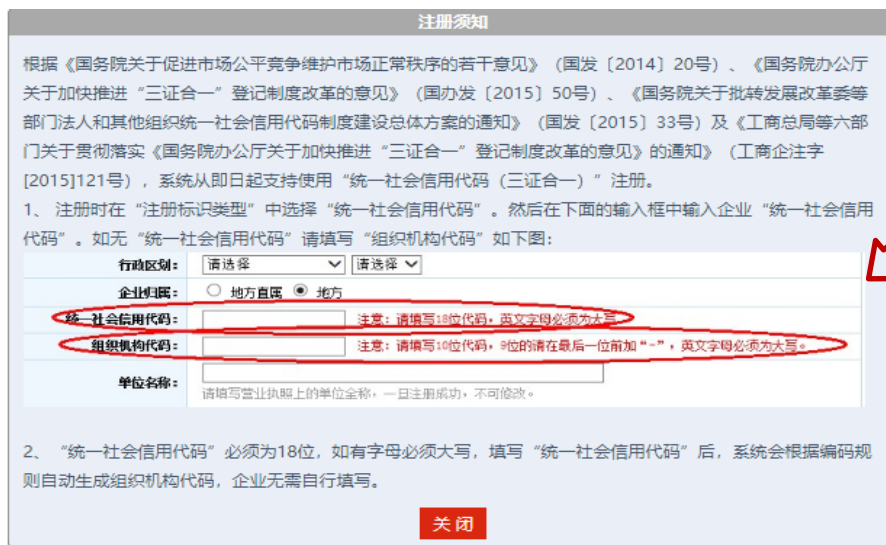 注册须知
根据《国务院关于促进市场公平竞争维护市场正常秩序的若干意见》（国发〔2014〕20号）、《国务院办公厅
关于加快推进“三证合一”登记制度改革的意见》（国办发〔2015〕50号）、《国务院关于批转发展改革委等
部门法人和其他组织统一社会信用代码制度建设总体方案的通知》（国发〔2015〕33号）及《工商总局等六部
门关于贯彻落实《国务院办公厅关于加快推进“三证合一”登记制度改革的意见》的通知》（工商企注字
[2015]121号），系统从即日起支持使用“统一社会信用代码（三证合一）”注册。
1、 注册时在“注册标识类型”中选择“统一社会信用代码”。然后在下面的输入框中输入企业“统一社会信用
代码”。如无“统一社会信用代码”请填写“组织机构代码”如下图：
行政区划： 请选择 请选择
企业归属： 地方直属 地方
统一社会信用代码： 注意：请填写18位代码，英文字母必须为大写
组织机构代码： 注意：请填写10位代码，9位的请在最后一位前加“-”，英文字母必须为大写。
单位名称：
请填写营业执照上的单位全称，一旦注册成功，不可修改。
2、 “统一社会信用代码”必须为18位，如有字母必须大写，填写“统一社会信用代码”后，系统会根据编码规
则自动生成组织机构代码，企业无需自行填写。
关闭